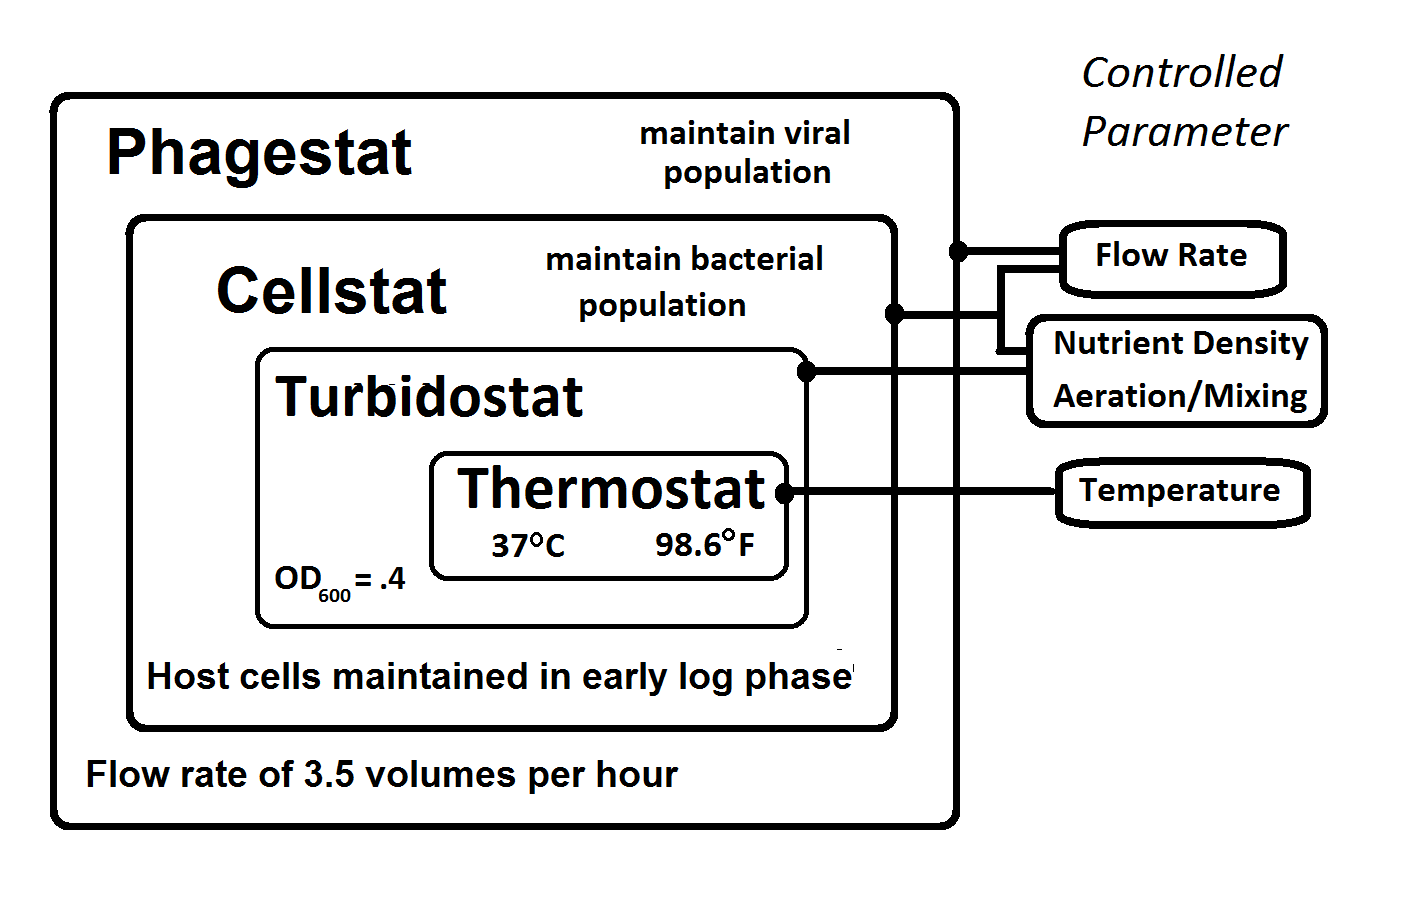 Controlled
Parameter
Phagestat
maintain viral
population
Cellstat
maintain bacterial
population
Flow Rate
Nutrient Density
Aeration/Mixing
Turbidostat
Thermostat
37°C 98.6°F
Temperature
OD600 = .4
Host cells maintained in early log phase
Flow rate of 3.5 volumes per hour